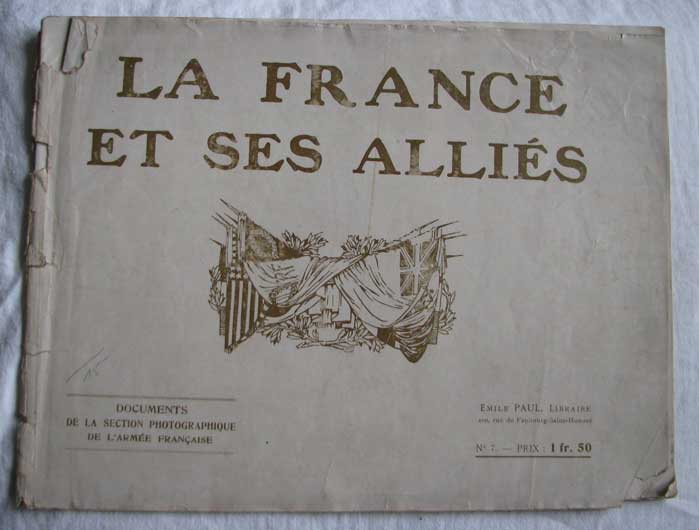 LA FRANCE
ET SES ALLIÉS
DOCUMENTS
DE LA SECTION PHOTOGRAPHIQUE
DE L'ARMÉE FRANÇAISE
EMILE PAUL, LIBRAIRE
100, rue du Faubourg-Saint-Honoré
N° 7. — PRIX : 1 fr. 50